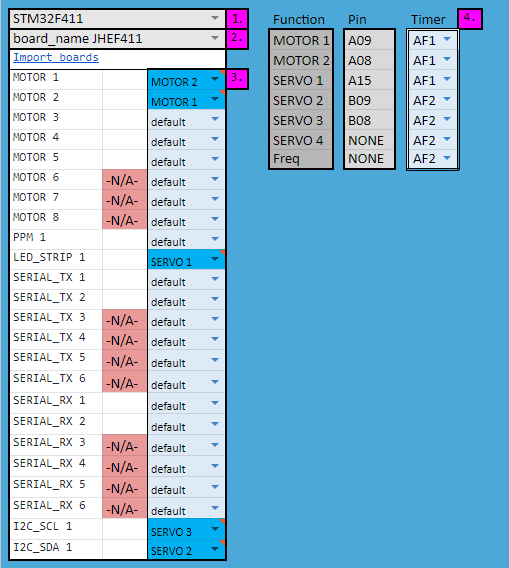 STM32F411 1.
board_name JHEF411 2.
Import boards
MOTOR 1 MOTOR 2 3.
MOTOR 2 MOTOR 1
MOTOR 3 default
MOTOR 4 default
MOTOR 5 default
MOTOR 6 -N/A- default
MOTOR 7 -N/A- default
MOTOR 8 -N/A- default
PPM 1 default
LED_STRIP 1 SERVO 1
SERIAL_TX 1 default
SERIAL_TX 2 default
SERIAL_TX 3 -N/A- default
SERIAL_TX 4 -N/A- default
SERIAL_TX 5 -N/A- default
SERIAL_TX 6 -N/A- default
SERIAL_RX 1 default
SERIAL_RX 2 default
SERIAL_RX 3 -N/A- default
SERIAL_RX 4 -N/A- default
SERIAL_RX 5 -N/A- default
SERIAL_RX 6 -N/A- default
I2C_SCL 1 SERVO 3
I2C_SDA 1 SERVO 2
Function Pin Timer 4.
MOTOR 1 A09 AF1
MOTOR 2 A08 AF1
SERVO 1 A15 AF1
SERVO 2 B09 AF2
SERVO 3 B08 AF2
SERVO 4 NONE AF2
Freq NONE AF2